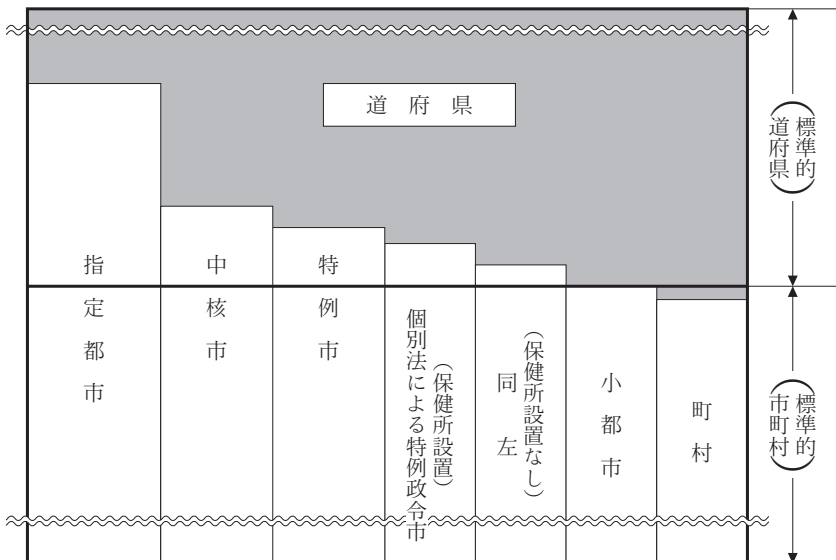 道府県
(標準的
道府県)
指定都市
中核市
特例市
個別法による特例政令市
(保健所設置)
同左
(保健所設置なし)
小都市
町村
(標準的
市町村)